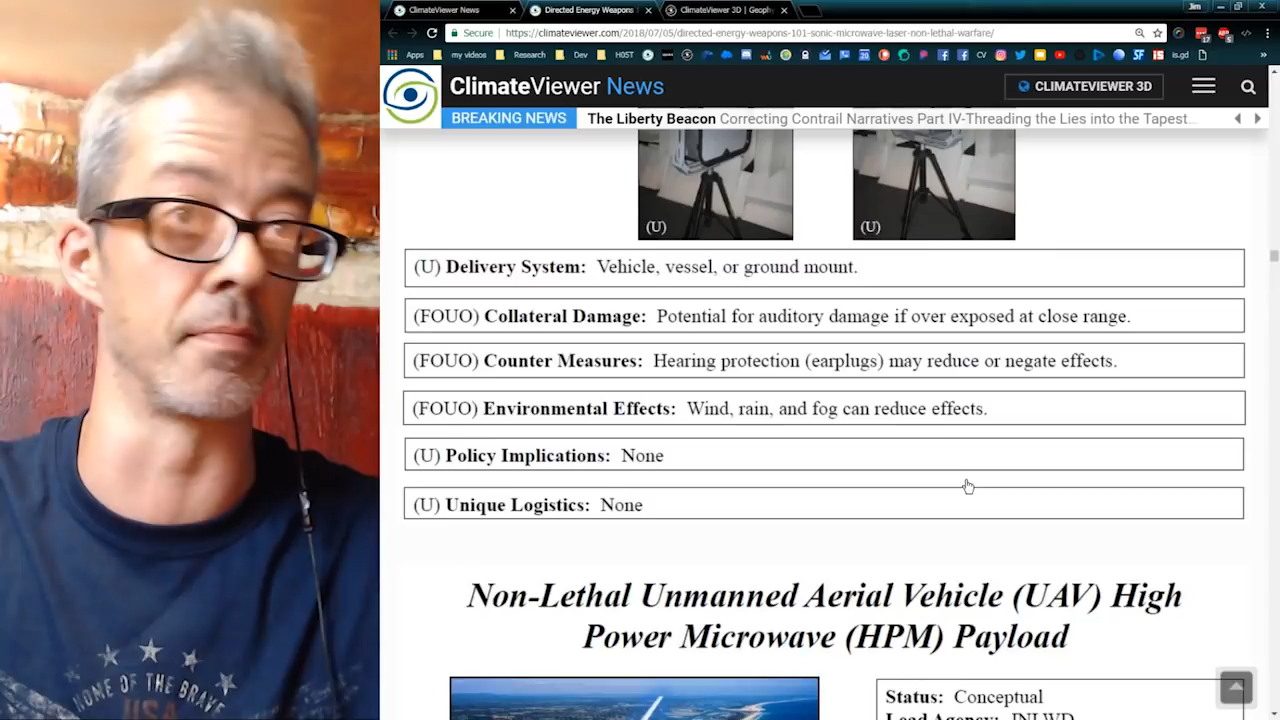 ClimateViewer News
Directed Energy Weapons
ClimateViewer 3D | Geoph
Jim
Secure
https://climateviewer.com/2018/07/05/directed-energy-weapons-101-sonic-microwave-laser-non-lethal-warfare/
Apps
my videos
Research
Dev
H0ST
CV
is.gd
ClimateViewer News
CLIMATEVIEWER 3D
BREAKING NEWS
The Liberty Beacon Correcting Contrail Narratives Part IV-Threading the Lies into the Tapest...
(U)
(U)
(U) Delivery System: Vehicle, vessel, or ground mount.
(FOUO) Collateral Damage: Potential for auditory damage if over exposed at close range.
(FOUO) Counter Measures: Hearing protection (earplugs) may reduce or negate effects.
(FOUO) Environmental Effects: Wind, rain, and fog can reduce effects.
(U) Policy Implications: None
(U) Unique Logistics: None
Non-Lethal Unmanned Aerial Vehicle (UAV) High
Power Microwave (HPM) Payload
Status: Conceptual
Lead Agency: JNLWD
HOME OF THE BRAVE
USA